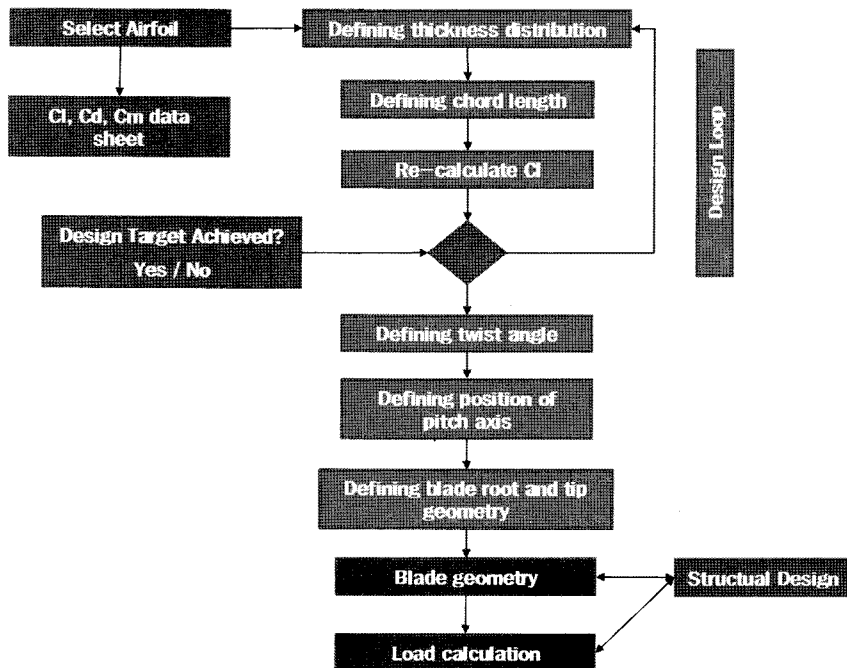 Select Airfoil
Defining thickness distribution
Cl, Cd, Cm data
sheet
Defining chord length
Re-calculate Cl
Design Loop
Design Target Achieved?
Yes / No
Defining twist angle
Defining position of
pitch axis
Defining blade root and tip
geometry
Blade geometry
Structual Design
Load calculation